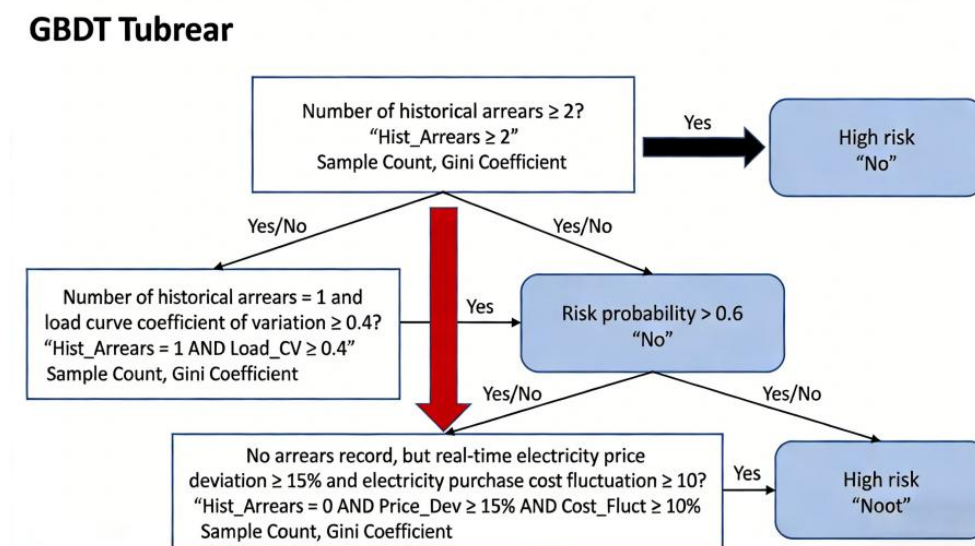 GBDT Tubrear
Number of historical arrears ≥ 2?
“Hist_Arrears ≥ 2”
Sample Count, Gini Coefficient
Yes
High risk
“No”
Yes/No
Yes/No
Number of historical arrears = 1 and
load curve coefficient of variation ≥ 0.4?
“Hist_Arrears = 1 AND Load_CV ≥ 0.4”
Sample Count, Gini Coefficient
Yes
Risk probability > 0.6
“No”
Yes/No
Yes/No
No arrears record, but real-time electricity price
deviation ≥ 15% and electricity purchase cost fluctuation ≥ 10?
“Hist_Arrears = 0 AND Price_Dev ≥ 15% AND Cost_Fluct ≥ 10%
Sample Count, Gini Coefficient
Yes
High risk
“Noot”